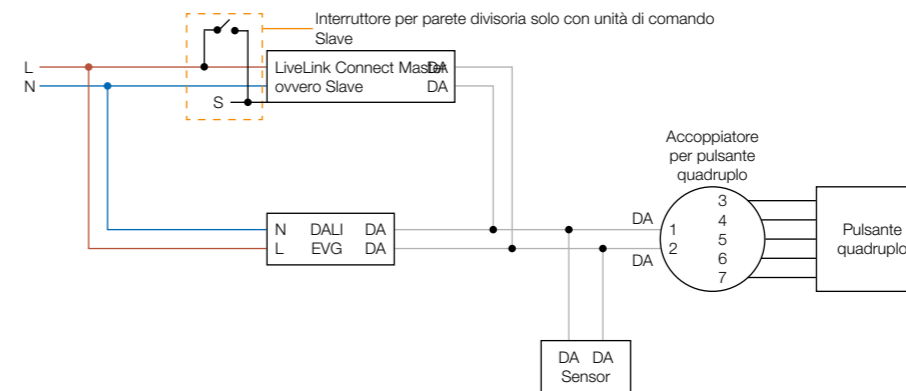 Interruttore per parete divisoria solo con unità di comando
Slave
L
N
S
LiveLink Connect Master DA
ovvero Slave DA
Accoppiatore
per pulsante
quadruplo
N DALI DA
L EVG DA
DA
DA
1
2
3
4
5
6
7
Pulsante
quadruplo
DA DA
Sensor